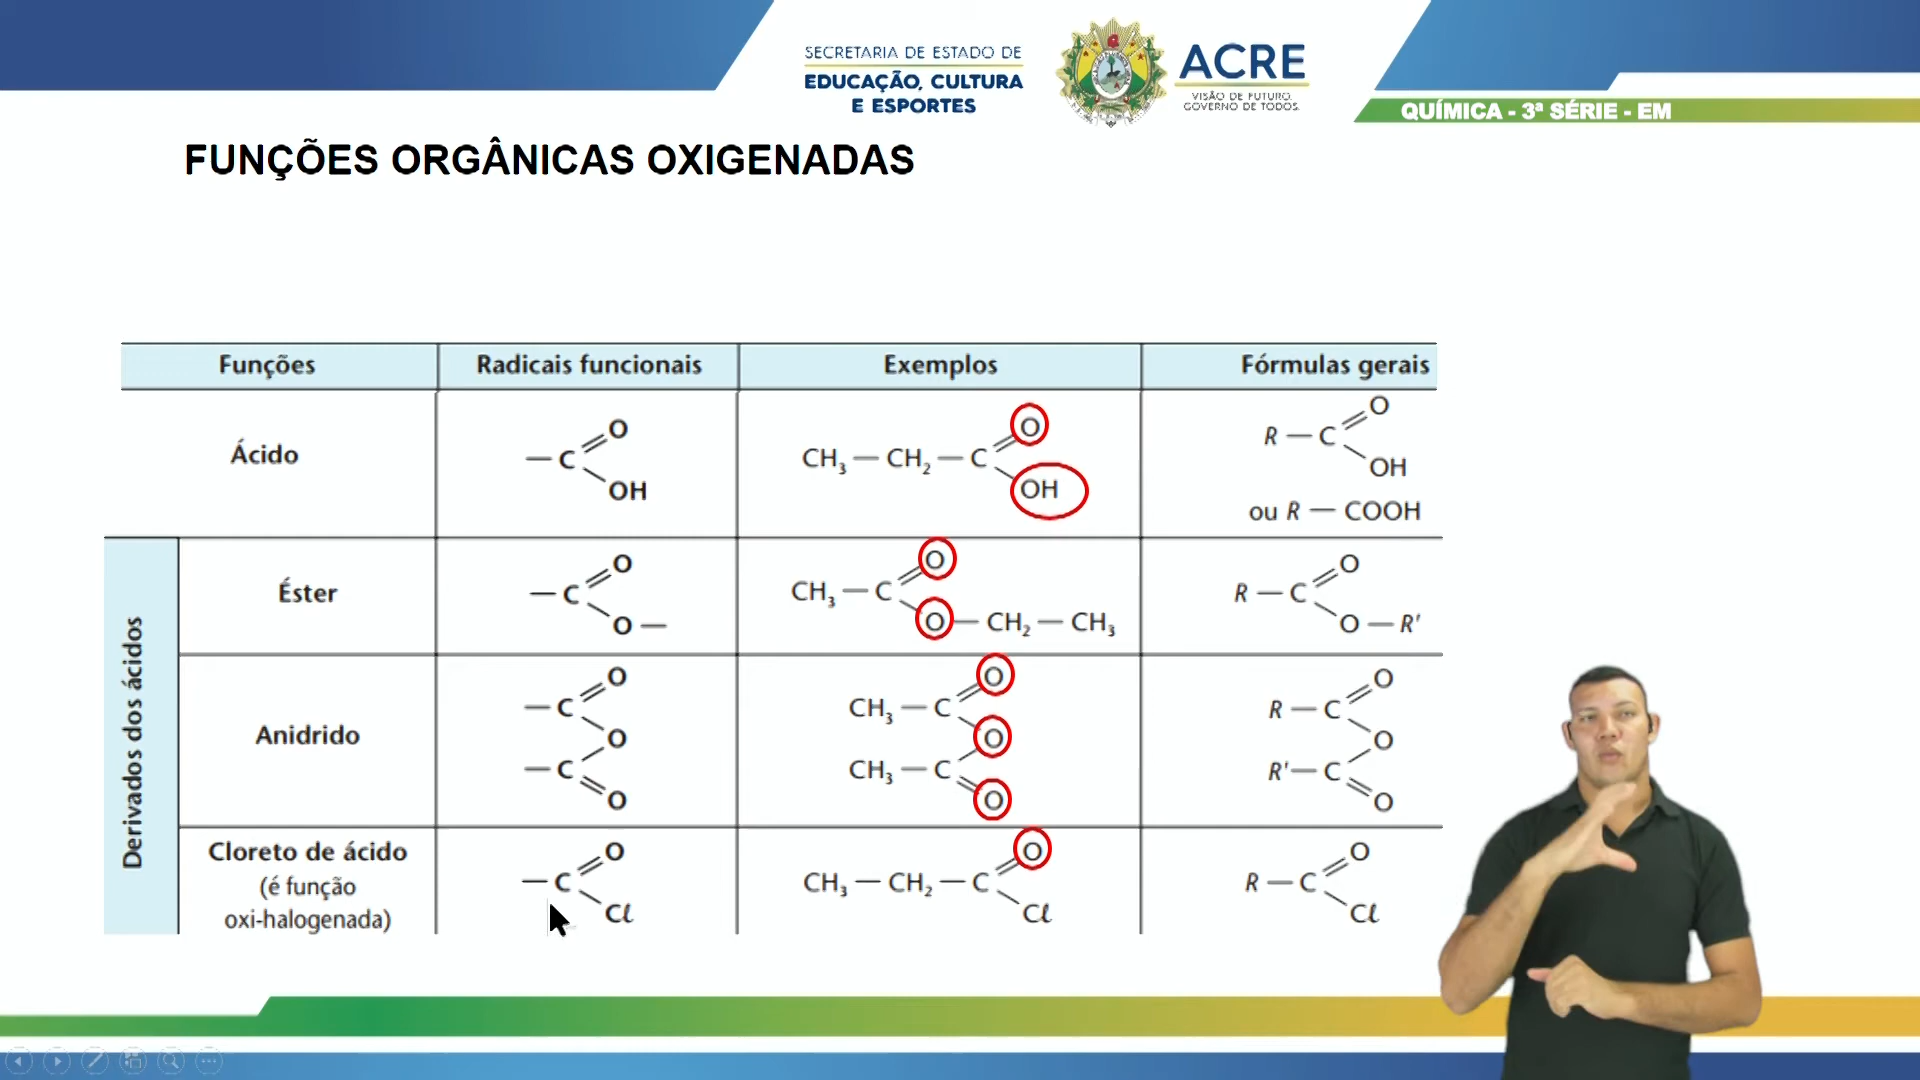 SECRETARIA DE ESTADO DE
EDUCAÇÃO, CULTURA
E ESPORTES
ACRE
VISÃO DE FUTURO.
GOVERNO DE TODOS.
QUÍMICA - 3ª SÉRIE - EM
FUNÇÕES ORGÂNICAS OXIGENADAS
Funções Radicais funcionais Exemplos Fórmulas gerais
Ácido
— C
O
OH
CH₃ — CH₂ — C
O
OH
R — C
O
OH
ou R — COOH
Derivados dos ácidos
Éster
— C
O
O —
CH₃ — C
O
O — CH₂ — CH₃
R — C
O
O — R'
Anidrido
— C
O
O
— C
O
CH₃ — C
O
O
CH₃ — C
O
R — C
O
O
R' — C
O
Cloreto de ácido
(é função
oxi-halogenada)
— C
O
Cℓ
CH₃ — CH₂ — C
O
Cℓ
R — C
O
Cℓ